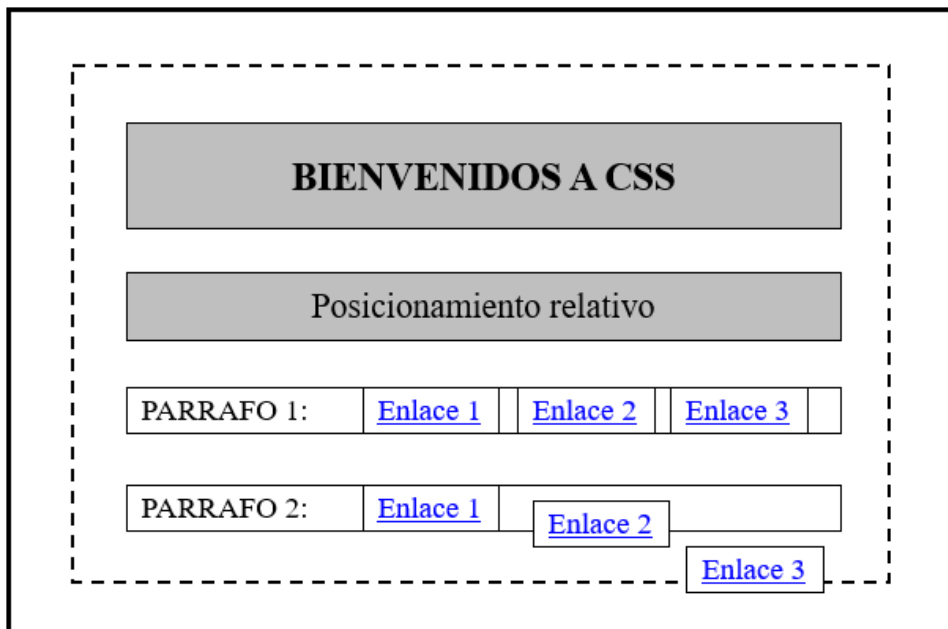 BIENVENIDOS A CSS
Posicionamiento relativo
PARRAFO 1: Enlace 1 Enlace 2 Enlace 3
PARRAFO 2: Enlace 1
Enlace 2
Enlace 3